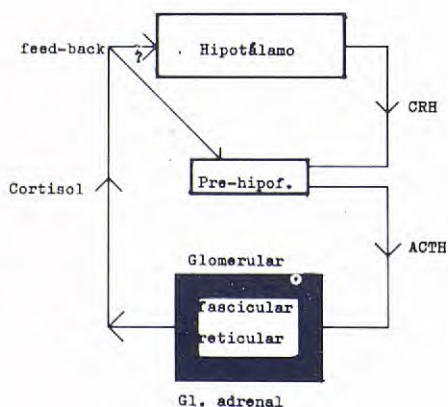 feed-back
?
Hipotálamo
CRH
Pre-hipof.
Cortisol
ACTH
Glomerular
fascicular
reticular
Gl. adrenal